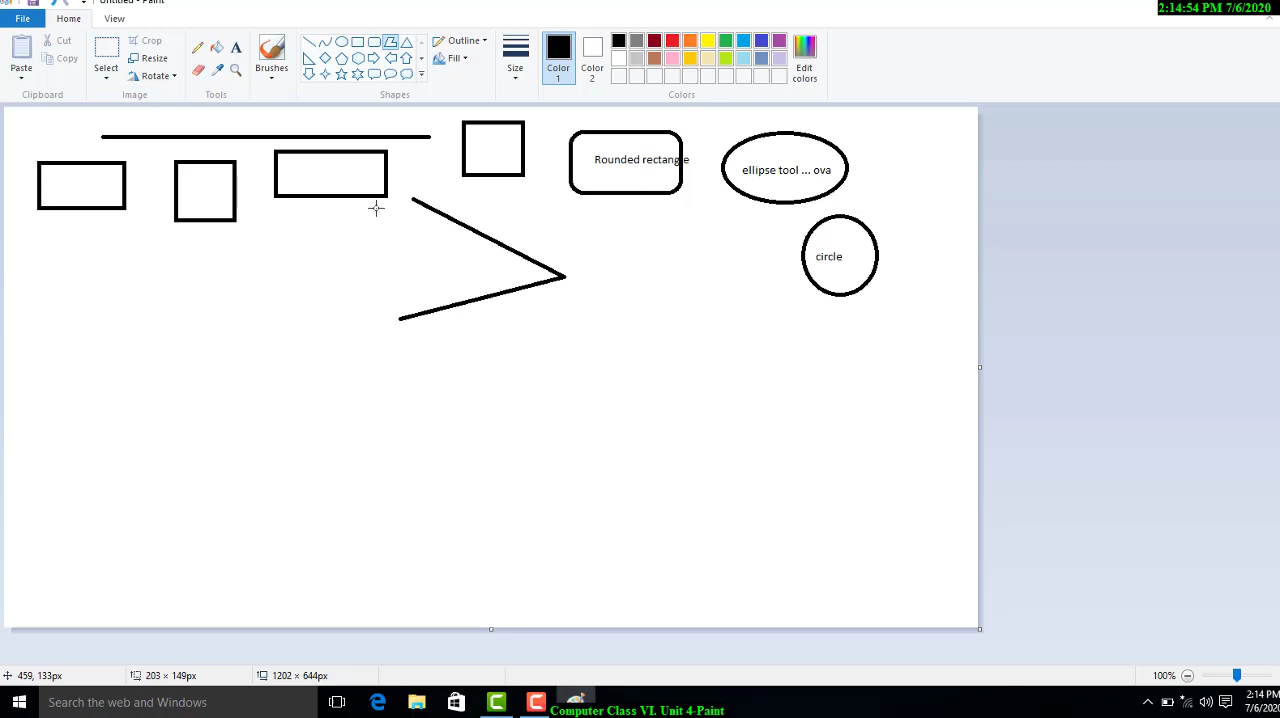 2:14:54 PM 7/6/2020
Untitled - Paint
File Home View
Paste Cut Copy Clipboard
Select Crop Resize Rotate Image
Tools
Brushes
Shapes Outline Fill
Size
Color 1 Color 2 Edit colors Colors
Rounded rectangle
ellipse tool ... ova
circle
459, 133px 203 × 149px 1202 × 644px 100%
Search the web and Windows
2:14 PM
7/6/2020
Computer Class VI. Unit 4-Paint